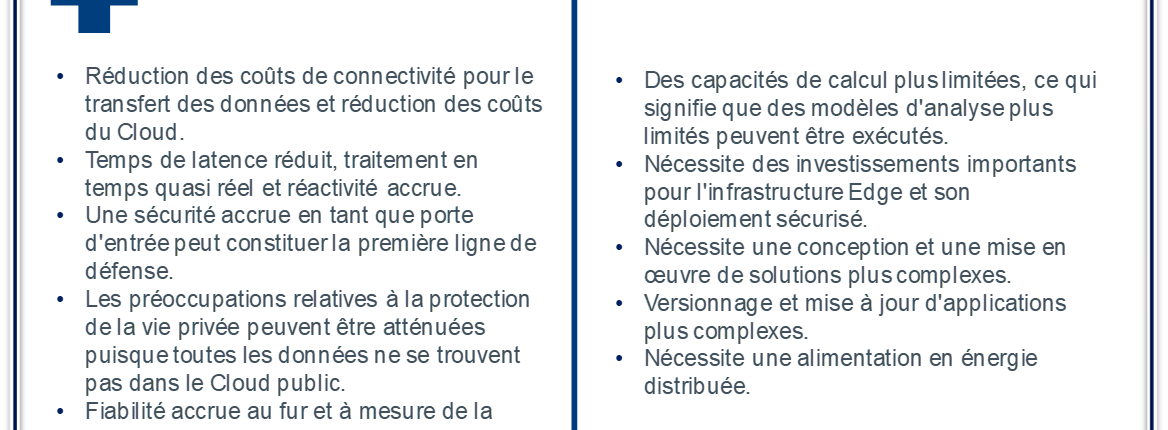 • Réduction des coûts de connectivité pour le
transfert des données et réduction des coûts
du Cloud.
• Temps de latence réduit, traitement en
temps quasi réel et réactivité accrue.
• Une sécurité accrue en tant que porte
d'entrée peut constituer la première ligne de
défense.
• Les préoccupations relatives à la protection
de la vie privée peuvent être atténuées
puisque toutes les données ne se trouvent
pas dans le Cloud public.
• Fiabilité accrue au fur et à mesure de la
• Des capacités de calcul plus limitées, ce qui
signifie que des modèles d'analyse plus
limités peuvent être exécutés.
• Nécessite des investissements importants
pour l'infrastructure Edge et son
déploiement sécurisé.
• Nécessite une conception et une mise en
œuvre de solutions plus complexes.
• Versionnage et mise à jour d'applications
plus complexes.
• Nécessite une alimentation en énergie
distribuée.